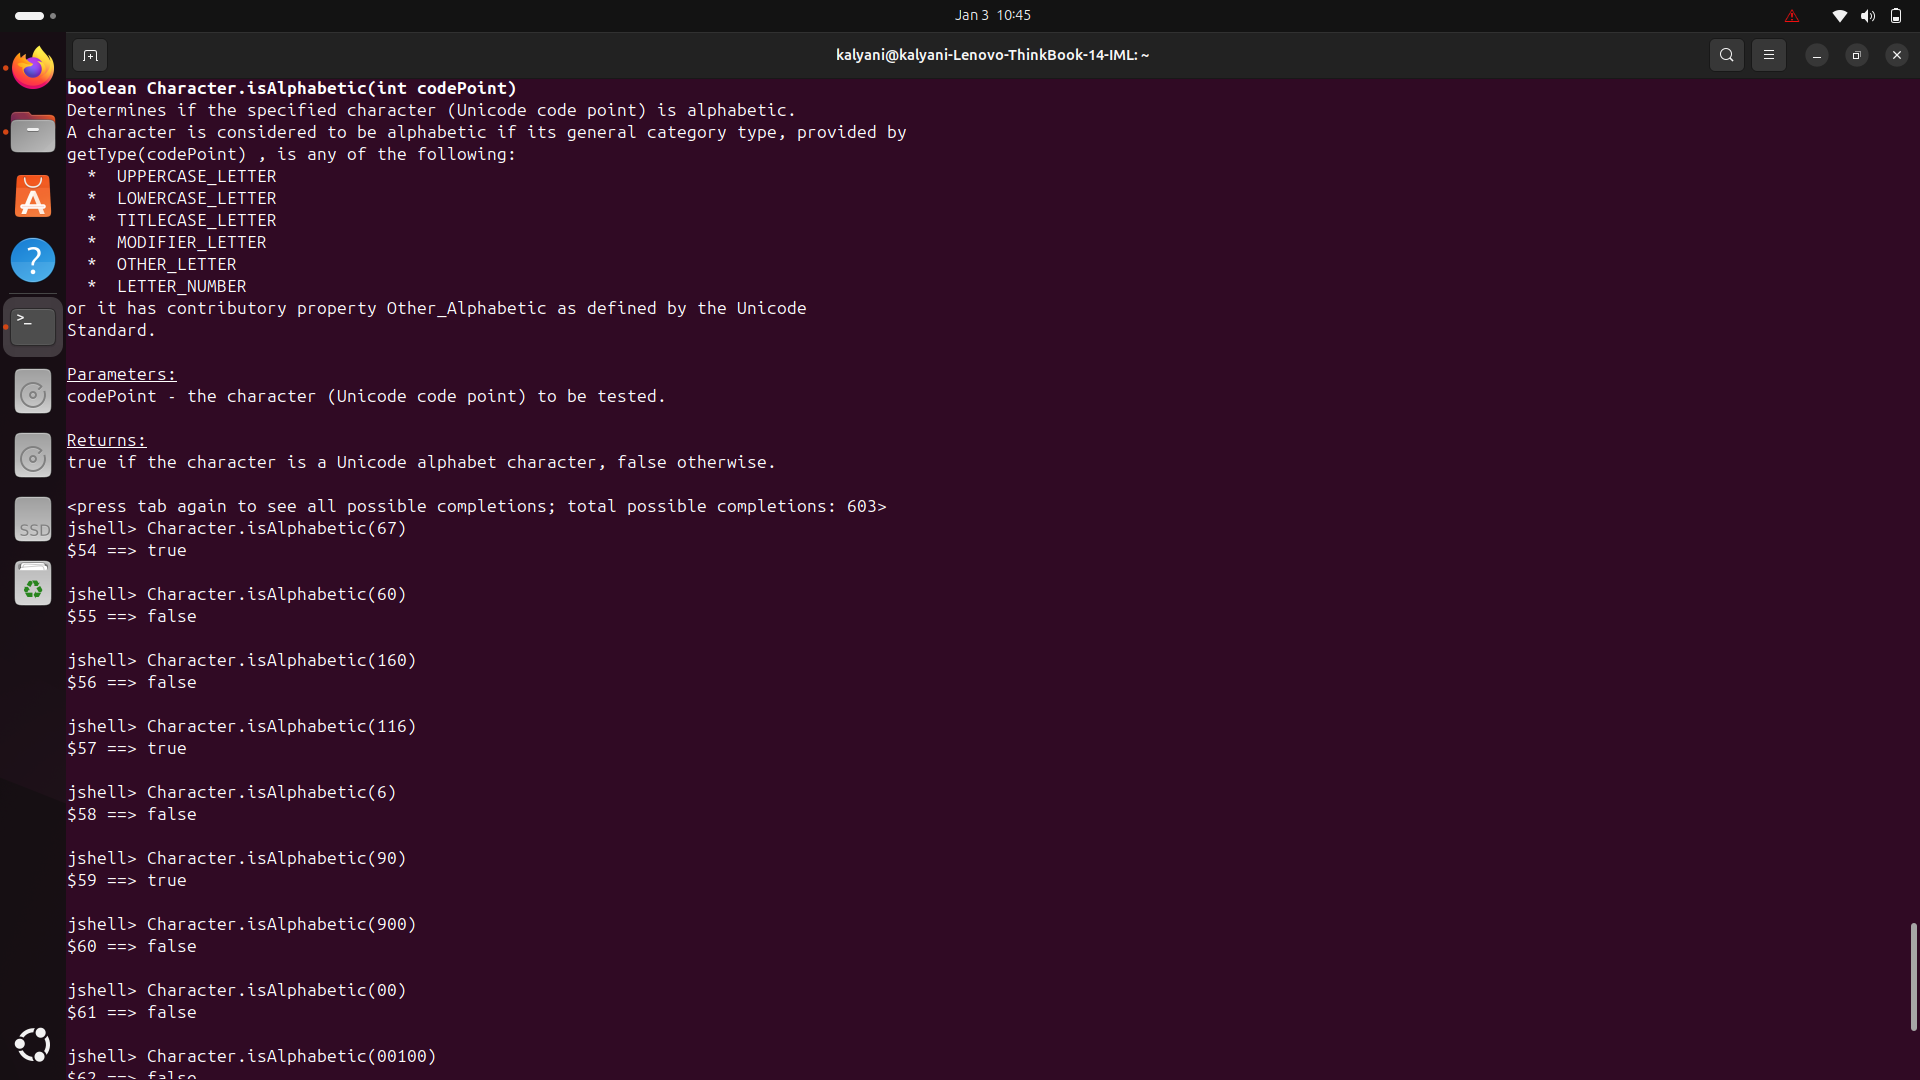 Jan 3 10:45
kalyani@kalyani-Lenovo-ThinkBook-14-IML: ~
boolean Character.isAlphabetic(int codePoint)
Determines if the specified character (Unicode code point) is alphabetic.
A character is considered to be alphabetic if its general category type, provided by
getType(codePoint) , is any of the following:
* UPPERCASE_LETTER
* LOWERCASE_LETTER
* TITLECASE_LETTER
* MODIFIER_LETTER
* OTHER_LETTER
* LETTER_NUMBER
or it has contributory property Other_Alphabetic as defined by the Unicode
Standard.
Parameters:
codePoint - the character (Unicode code point) to be tested.
Returns:
true if the character is a Unicode alphabet character, false otherwise.
<press tab again to see all possible completions; total possible completions: 603>
jshell> Character.isAlphabetic(67)
$54 ==> true
jshell> Character.isAlphabetic(60)
$55 ==> false
jshell> Character.isAlphabetic(160)
$56 ==> false
jshell> Character.isAlphabetic(116)
$57 ==> true
jshell> Character.isAlphabetic(6)
$58 ==> false
jshell> Character.isAlphabetic(90)
$59 ==> true
jshell> Character.isAlphabetic(900)
$60 ==> false
jshell> Character.isAlphabetic(00)
$61 ==> false
jshell> Character.isAlphabetic(00100)
$62 ==> false
SSD